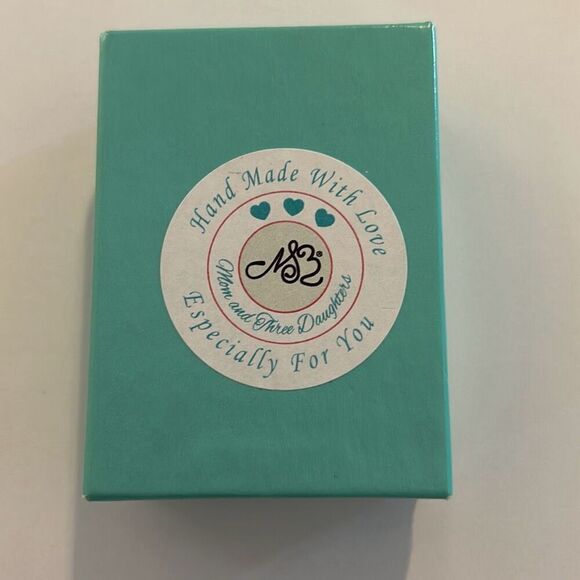 Hand Made With Love
Mom and Three Daughters
Especially For You